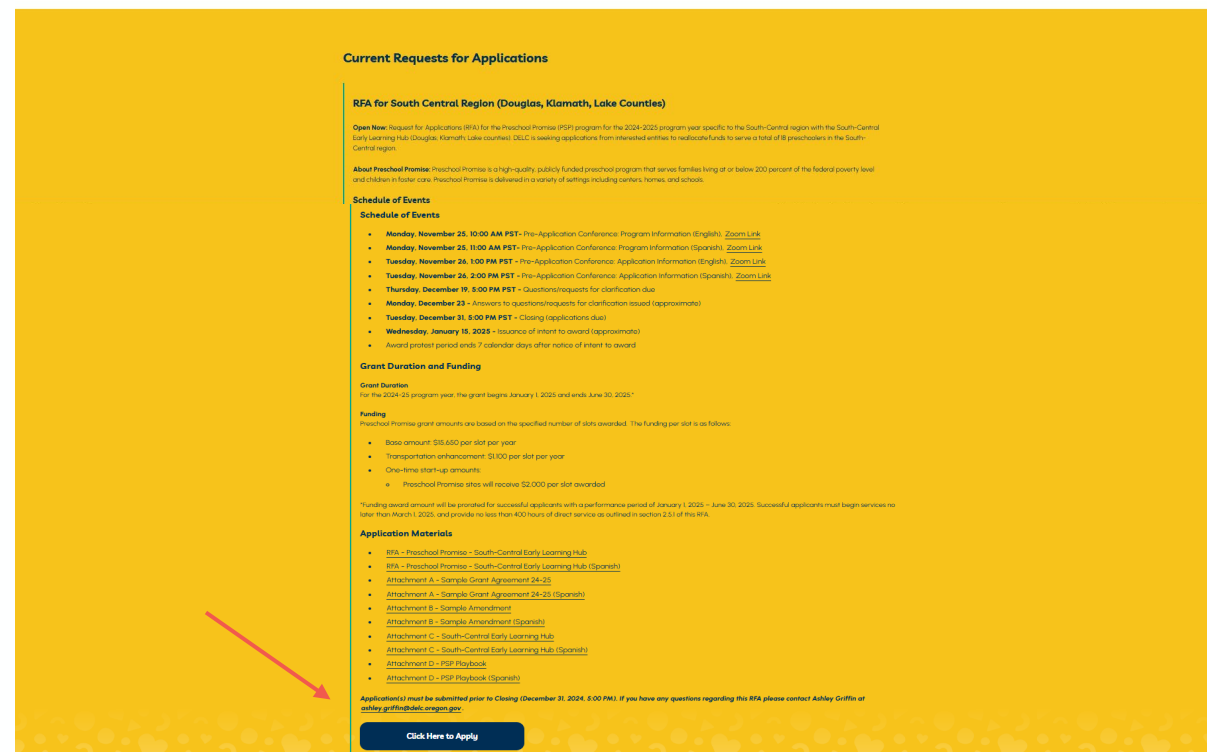 Current Requests for Applications
RFA for South Central Region (Douglas, Klamath, Lake Counties)
Open Now: Request for Applications (RFA) for the Preschool Promise (PSP) program for the 2024-2025 program year specific to the South-Central region with the South-Central
Early Learning Hub (Douglas; Klamath; Lake counties). DELC is seeking applications from interested entities to reallocate funds to serve a total of 18 preschoolers in the South-
Central region.
About Preschool Promise: Preschool Promise is a high-quality, publicly funded preschool program that serves families living at or below 200 percent of the federal poverty level
and children in foster care. Preschool Promise is delivered in a variety of settings including centers, homes, and schools.
Schedule of Events
Schedule of Events
• Monday, November 25, 10:00 AM PST- Pre-Application Conference: Program Information (English). Zoom Link
• Monday, November 25, 11:00 AM PST- Pre-Application Conference: Program Information (Spanish). Zoom Link
• Tuesday, November 26, 1:00 PM PST - Pre-Application Conference: Application Information (English). Zoom Link
• Tuesday, November 26, 2:00 PM PST - Pre-Application Conference: Application Information (Spanish). Zoom Link
• Thursday, December 19, 5:00 PM PST - Questions/requests for clarification due
• Monday, December 23 - Answers to questions/requests for clarification issued (approximate)
• Tuesday, December 31, 5:00 PM PST - Closing (applications due)
• Wednesday, January 15, 2025 - Issuance of intent to award (approximate)
• Award protest period ends 7 calendar days after notice of intent to award
Grant Duration and Funding
Grant Duration
For the 2024-25 program year, the grant begins January 1, 2025 and ends June 30, 2025.*
Funding
Preschool Promise grant amounts are based on the specified number of slots awarded. The funding per slot is as follows:
• Base amount: $15,650 per slot per year
• Transportation enhancement: $1,100 per slot per year
• One-time start-up amounts:
o Preschool Promise sites will receive $2,000 per slot awarded
*Funding award amount will be prorated for successful applicants with a performance period of January 1, 2025 – June 30, 2025. Successful applicants must begin services no
later than March 1, 2025, and provide no less than 400 hours of direct service as outlined in section 2.5.1 of this RFA.
Application Materials
• RFA - Preschool Promise - South-Central Early Learning Hub
• RFA - Preschool Promise - South-Central Early Learning Hub (Spanish)
• Attachment A - Sample Grant Agreement 24-25
• Attachment A - Sample Grant Agreement 24-25 (Spanish)
• Attachment B - Sample Amendment
• Attachment B - Sample Amendment (Spanish)
• Attachment C - South-Central Early Learning Hub
• Attachment C - South-Central Early Learning Hub (Spanish)
• Attachment D - PSP Playbook
• Attachment D - PSP Playbook (Spanish)
Application(s) must be submitted prior to Closing (December 31, 2024, 5:00 PM). If you have any questions regarding this RFA please contact Ashley Griffin at
ashley.griffin@delc.oregon.gov.
Click Here to Apply